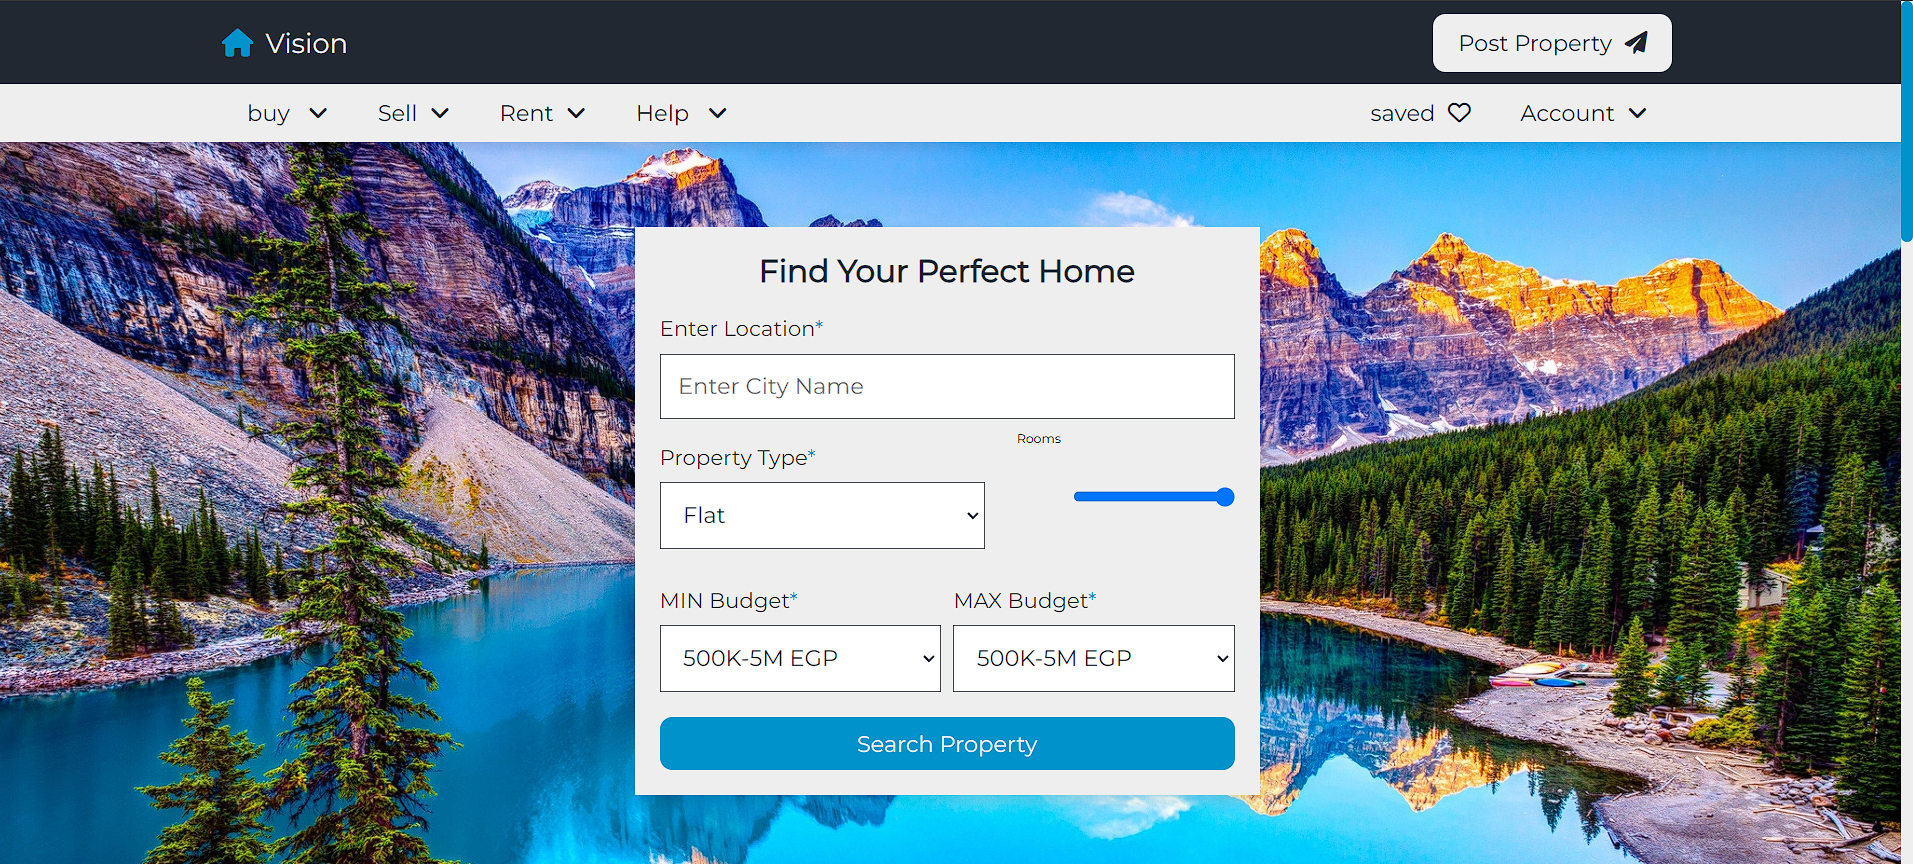 Vision
Post Property
buy Sell Rent Help saved Account
Find Your Perfect Home
Enter Location*
Enter City Name
Rooms
Property Type*
Flat
MIN Budget* MAX Budget*
500K-5M EGP 500K-5M EGP
Search Property